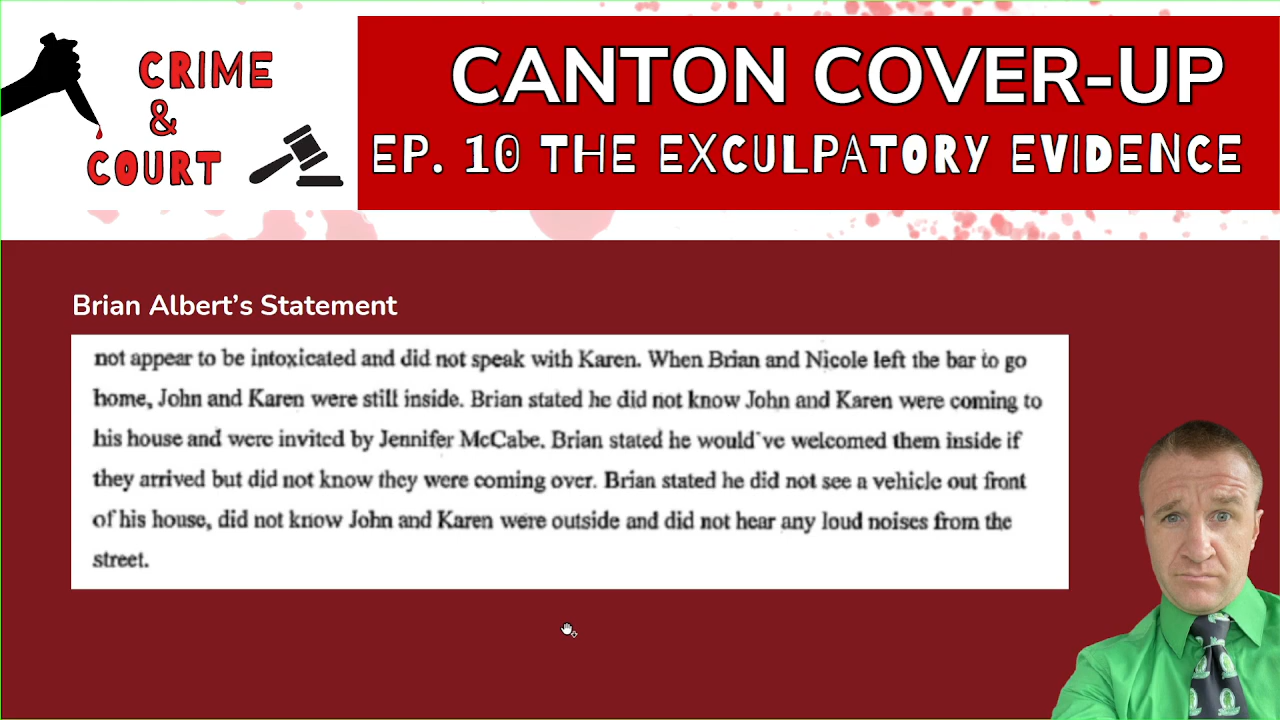 CRIME
&
COURT
CANTON COVER-UP
EP. 10 THE EXCULPATORY EVIDENCE
Brian Albert's Statement
not appear to be intoxicated and did not speak with Karen. When Brian and Nicole left the bar to go
home, John and Karen were still inside. Brian stated he did not know John and Karen were coming to
his house and were invited by Jennifer McCabe. Brian stated he would've welcomed them inside if
they arrived but did not know they were coming over. Brian stated he did not see a vehicle out front
of his house, did not know John and Karen were outside and did not hear any loud noises from the
street.